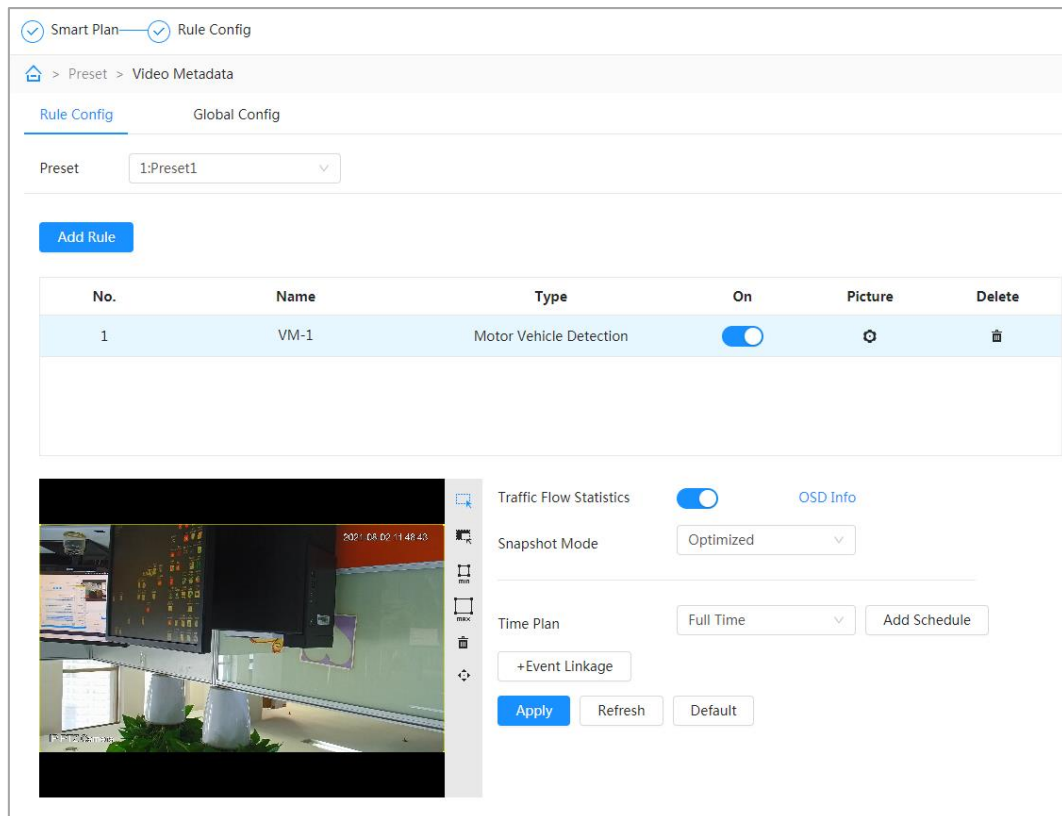 Smart Plan Rule Config
> Preset > Video Metadata
Rule Config Global Config
Preset 1:Preset1
Add Rule
No. Name Type On Picture Delete
1 VM-1 Motor Vehicle Detection
Traffic Flow Statistics OSD Info
2021-08-02 11:48:43
Snapshot Mode Optimized
min
max
Time Plan Full Time Add Schedule
+Event Linkage
Apply Refresh Default